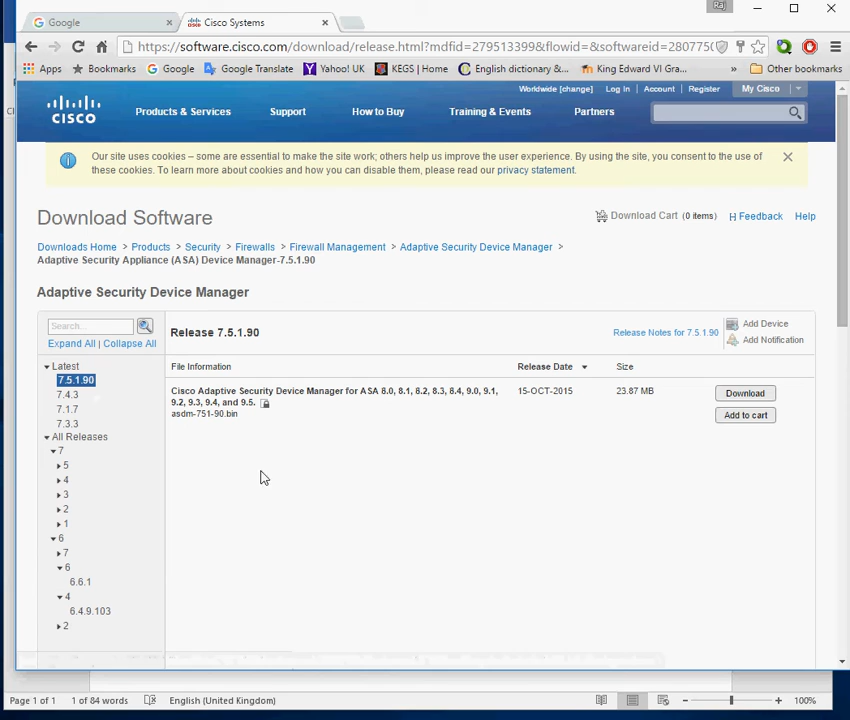 Raj
Google
Cisco Systems
https://software.cisco.com/download/release.html?mdfid=279513399&flowid=&softwareid=2807750
Apps Bookmarks Google Google Translate Yahoo! UK KEGS | Home English dictionary &... King Edward VI Gra... » Other bookmarks
Worldwide [change] Log In Account Register My Cisco
CISCO
Products & Services Support How to Buy Training & Events Partners
Our site uses cookies – some are essential to make the site work; others help us improve the user experience. By using the site, you consent to the use of
these cookies. To learn more about cookies and how you can disable them, please read our privacy statement.
Download Software
Download Cart (0 items) Feedback Help
Downloads Home > Products > Security > Firewalls > Firewall Management > Adaptive Security Device Manager >
Adaptive Security Appliance (ASA) Device Manager-7.5.1.90
Adaptive Security Device Manager
Search...
Expand All | Collapse All
Latest
7.5.1.90
7.4.3
7.1.7
7.3.3
All Releases
7
5
4
3
2
1
6
7
6
6.6.1
4
6.4.9.103
2
Release 7.5.1.90
Release Notes for 7.5.1.90
Add Device
Add Notification
File Information Release Date Size
Cisco Adaptive Security Device Manager for ASA 8.0, 8.1, 8.2, 8.3, 8.4, 9.0, 9.1,
9.2, 9.3, 9.4, and 9.5.
asdm-751-90.bin
15-OCT-2015
23.87 MB
Download
Add to cart
Page 1 of 1 1 of 84 words English (United Kingdom) 100%